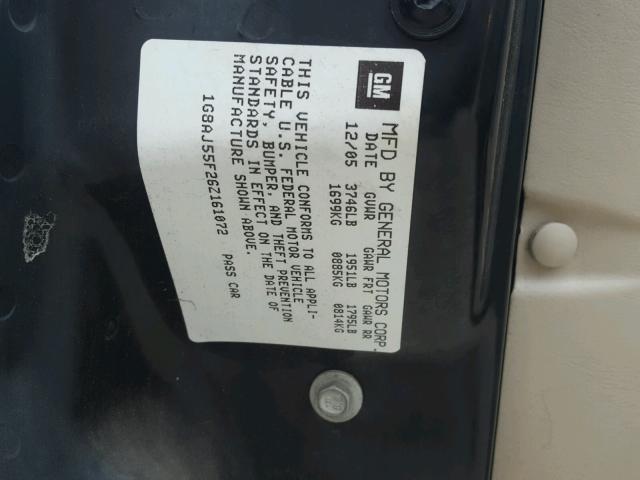 GM
MFD BY GENERAL MOTORS CORP.
DATE GVWR GAWR FRT GAWR RR
12/05 3746LB 1951LB 1795LB
1699KG 0885KG 0814KG
THIS VEHICLE CONFORMS TO ALL APPLI-
CABLE U.S. FEDERAL MOTOR VEHICLE
SAFETY, BUMPER, AND THEFT PREVENTION
STANDARDS IN EFFECT ON THE DATE OF
MANUFACTURE SHOWN ABOVE.
1G8AJ55F26Z161072 PASS CAR